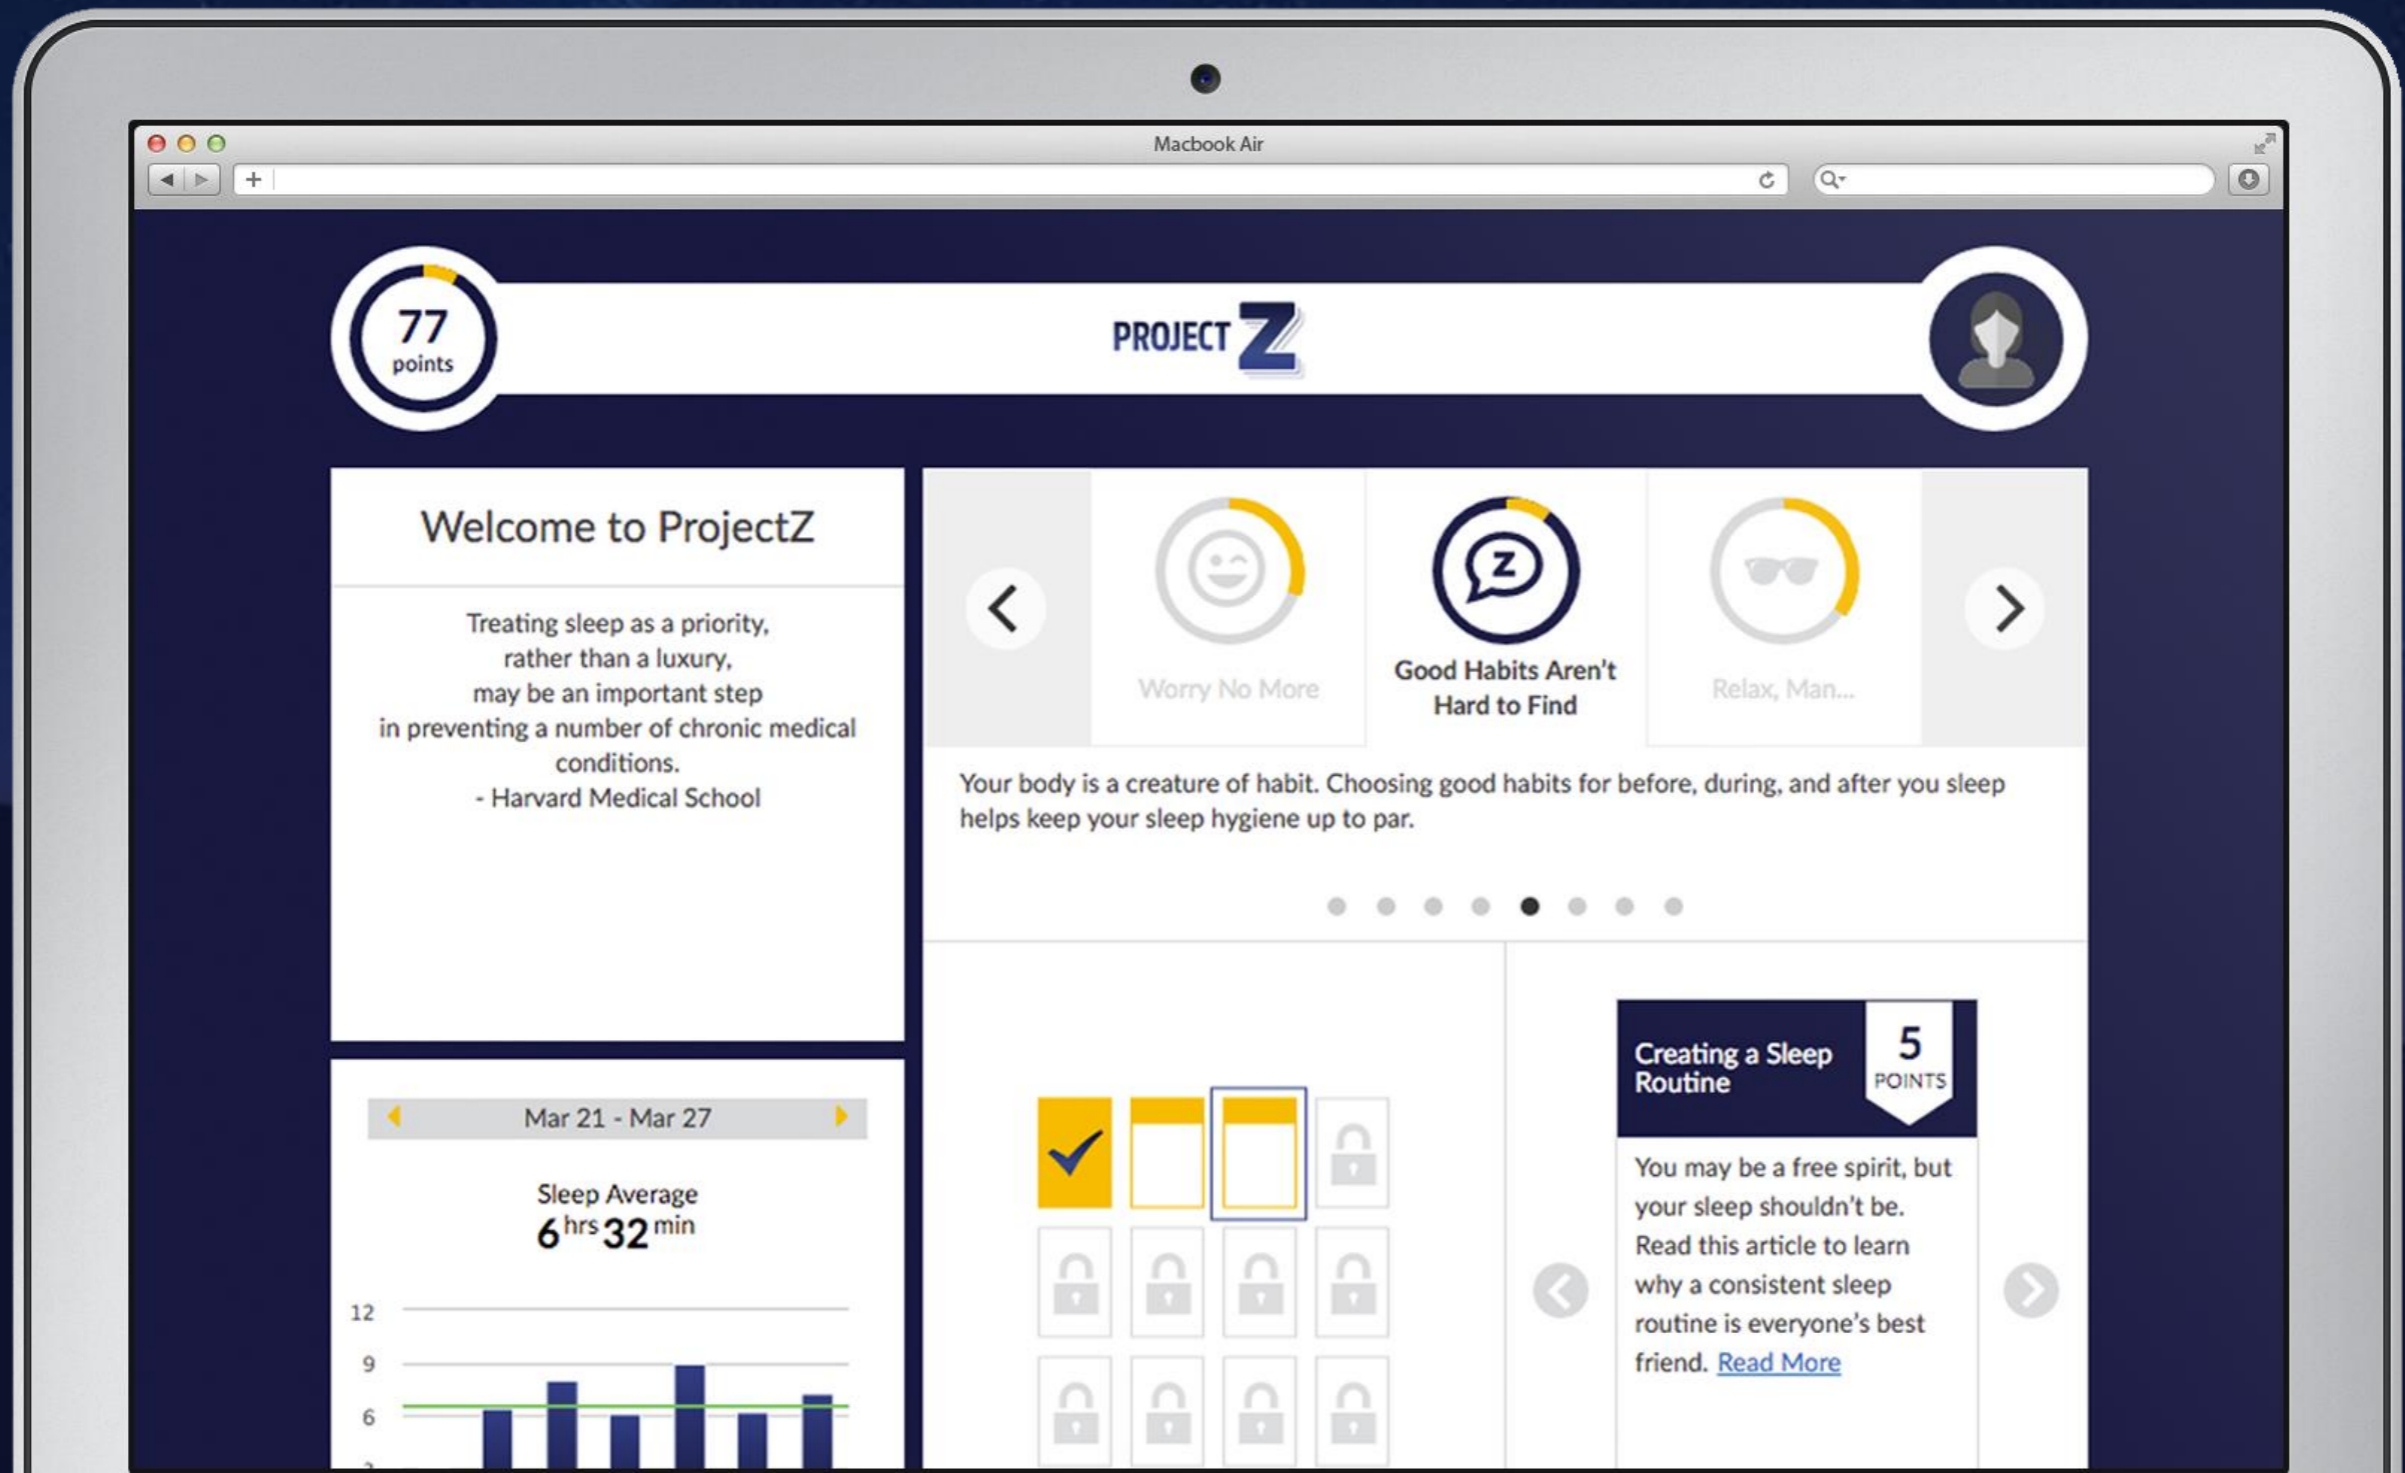 Macbook Air
77
points
PROJECT Z
Welcome to ProjectZ
Treating sleep as a priority,
rather than a luxury,
may be an important step
in preventing a number of chronic medical
conditions.
- Harvard Medical School
Worry No More
Z
Good Habits Aren't
Hard to Find
Relax, Man...
Your body is a creature of habit. Choosing good habits for before, during, and after you sleep
helps keep your sleep hygiene up to par.
Mar 21 - Mar 27
Sleep Average
6 hrs 32 min
12
9
6
Creating a Sleep
Routine
5
POINTS
You may be a free spirit, but
your sleep shouldn't be.
Read this article to learn
why a consistent sleep
routine is everyone's best
friend. Read More